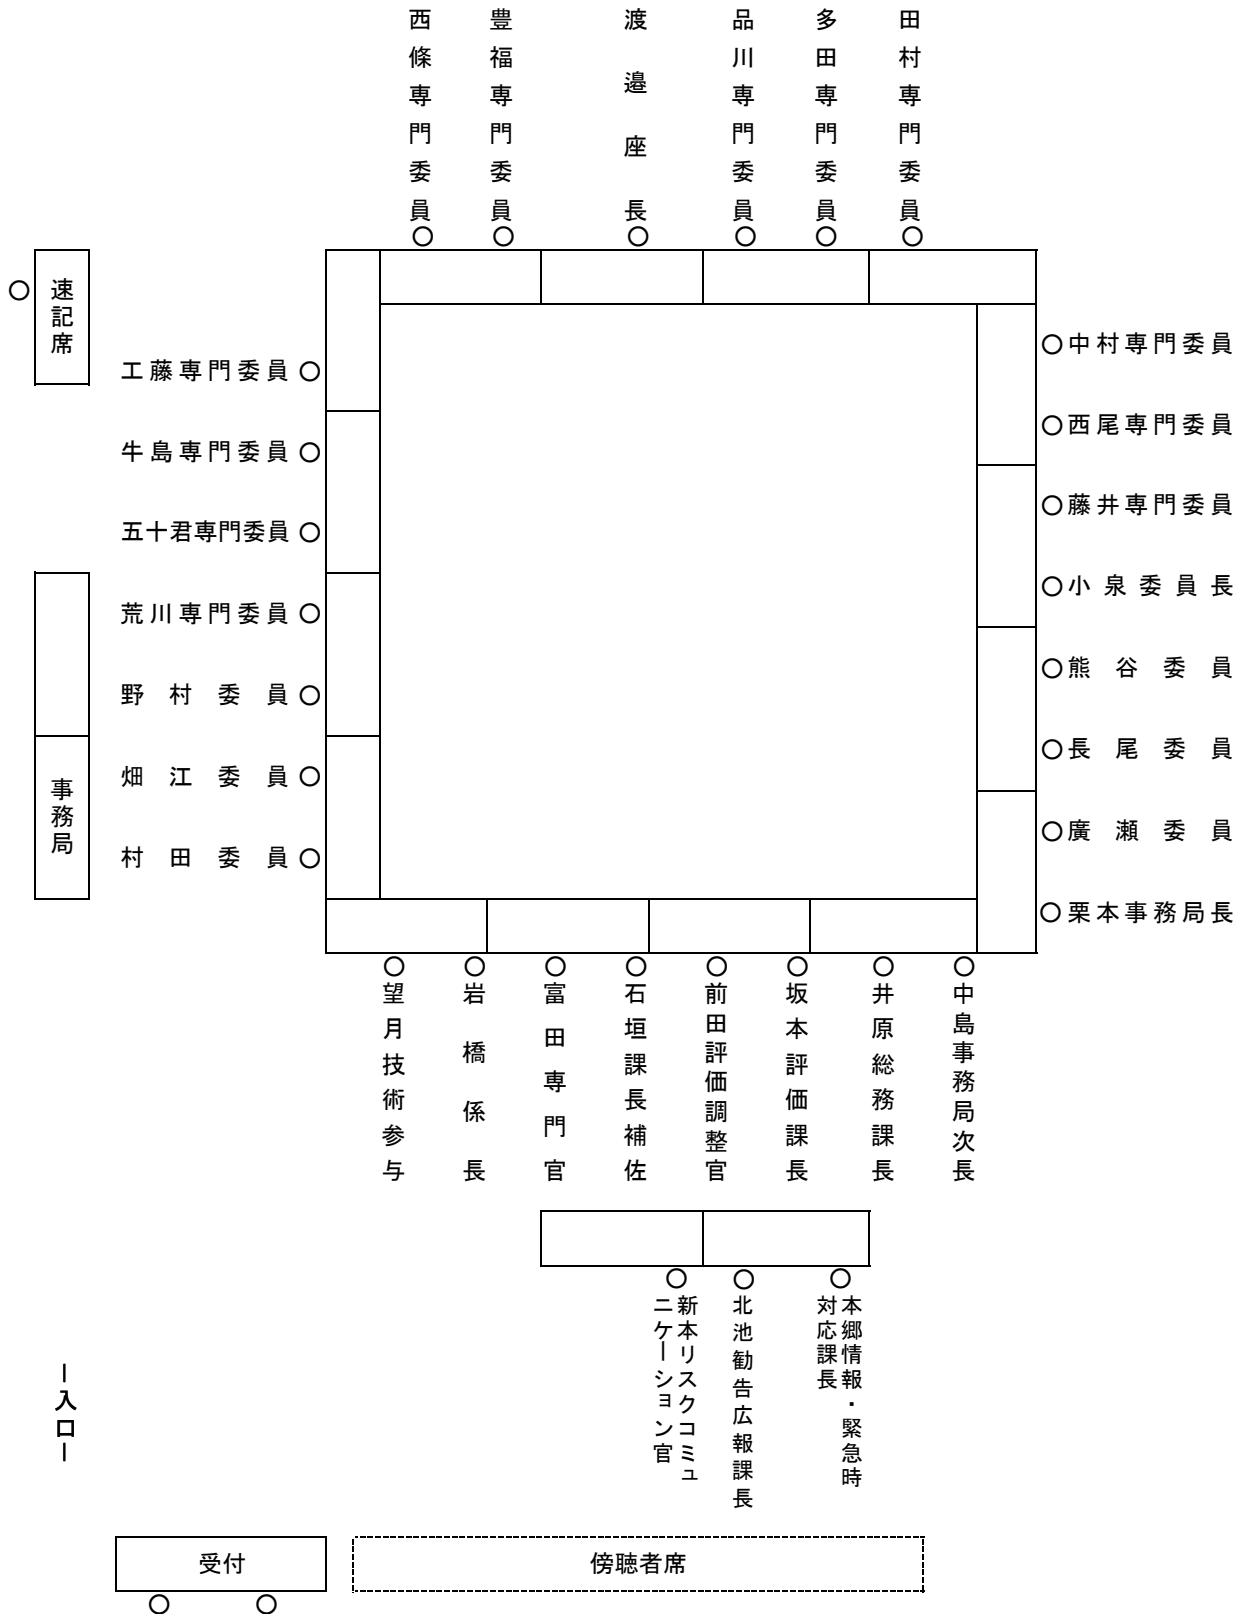 西條専門委員
豊福専門委員
渡邉座長
品川専門委員
多田専門委員
田村専門委員
速記席
工藤専門委員
牛島専門委員
五十君専門委員
荒川専門委員
野村委員
畑江委員
村田委員
事務局
中村専門委員
西尾専門委員
藤井専門委員
小泉委員長
熊谷委員
長尾委員
廣瀬委員
栗本事務局長
望月技術参与
岩橋係長
富田専門官
石垣課長補佐
前田評価調整官
坂本評価課長
井原総務課長
中島事務局次長
新本リスクコミュ
ニケーション官
北池勧告広報課長
本郷情報・緊急時
対応課長
ー入口ー
受付
傍聴者席